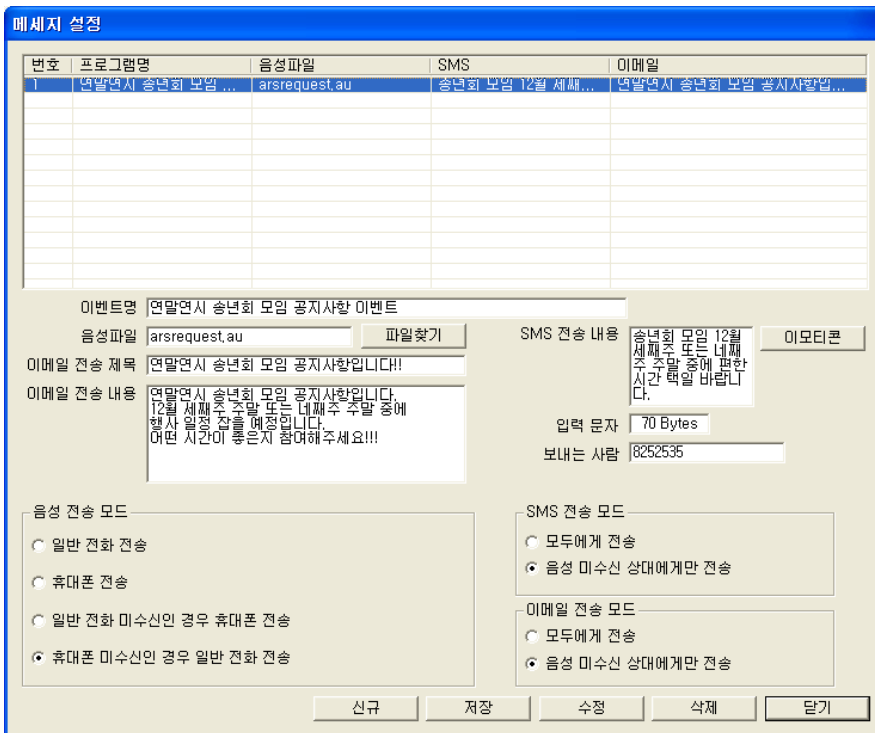 메세지 설정
번호 프로그램명 음성파일 SMS 이메일
1 연말연시 송년회 모임 ... arsrequest,au 송년회 모임 12월 세째... 연말연시 송년회 모임 공지사항입...
이벤트명 연말연시 송년회 모임 공지사항 이벤트
음성파일 arsrequest,au 파일찾기
이메일 전송 제목 연말연시 송년회 모임 공지사항입니다!!
이메일 전송 내용 연말연시 송년회 모임 공지사항입니다.
12월 세째주 주말 또는 네째주 주말 중에
행사 일정 잡을 예정입니다.
어떤 시간이 좋은지 참여해주세요!!!
SMS 전송 내용 송년회 모임 12월
세째주 또는 네째
주 주말 중에 편한
시간 택일 바랍니
다.
이모티콘
입력 문자 70 Bytes
보내는 사람 8252535
음성 전송 모드
일반 전화 전송
휴대폰 전송
일반 전화 미수신인 경우 휴대폰 전송
휴대폰 미수신인 경우 일반 전화 전송
SMS 전송 모드
모두에게 전송
음성 미수신 상대에게만 전송
이메일 전송 모드
모두에게 전송
음성 미수신 상대에게만 전송
신규 저장 수정 삭제 닫기